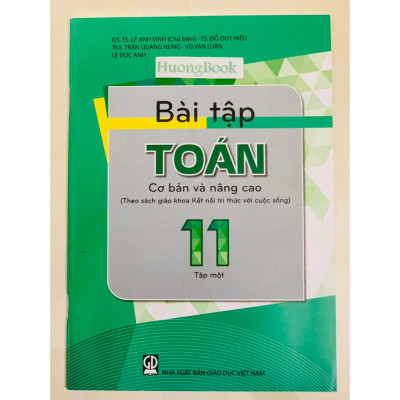 GS. TS. LÊ ANH VINH (Chủ biên) - TS. ĐỖ DUY HIẾU
ThS. TRẦN QUANG HÙNG - VŨ VĂN LUÂN
LÊ ĐỨC ANH
HuongBook
Bài tập
TOÁN
Cơ bản và nâng cao
(Theo sách giáo khoa Kết nối tri thức với cuộc sống)
11
Tập một
GD
NHÀ XUẤT BẢN GIÁO DỤC VIỆT NAM